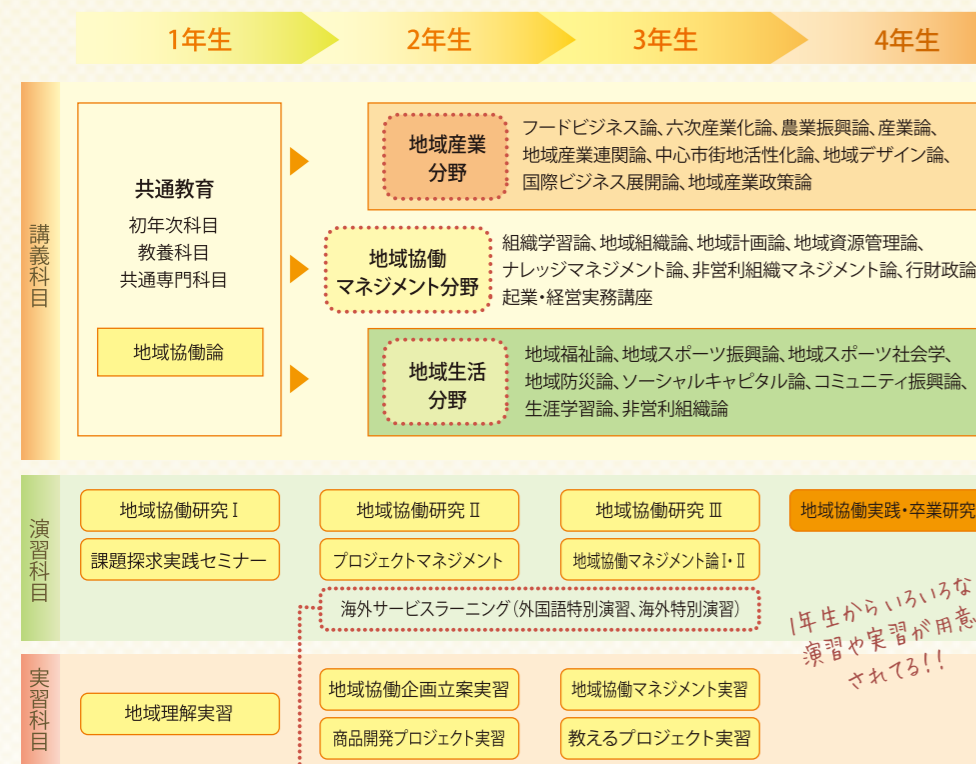 1年生
2年生
3年生
4年生
講義科目
共通教育
初年次科目
教養科目
共通専門科目
地域協働論
地域産業
分野
フードビジネス論、六次産業化論、農業振興論、産業論、
地域産業連関論、中心市街地活性化論、地域デザイン論、
国際ビジネス展開論、地域産業政策論
地域協働
マネジメント分野
組織学習論、地域組織論、地域計画論、地域資源管理論、
ナレッジマネジメント論、非営利組織マネジメント論、行財政論
起業・経営実務講座
地域生活
分野
地域福祉論、地域スポーツ振興論、地域スポーツ社会学、
地域防災論、ソーシャルキャピタル論、コミュニティ振興論、
生涯学習論、非営利組織論
演習科目
地域協働研究Ⅰ
地域協働研究Ⅱ
地域協働研究Ⅲ
地域協働実践・卒業研究
課題探求実践セミナー
プロジェクトマネジメント
地域協働マネジメント論Ⅰ・Ⅱ
海外サービスラーニング(外国語特別演習、海外特別演習)
1年生からいろいろな
演習や実習が用意
されてる!!
実習科目
地域理解実習
地域協働企画立案実習
地域協働マネジメント実習
商品開発プロジェクト実習
教えるプロジェクト実習